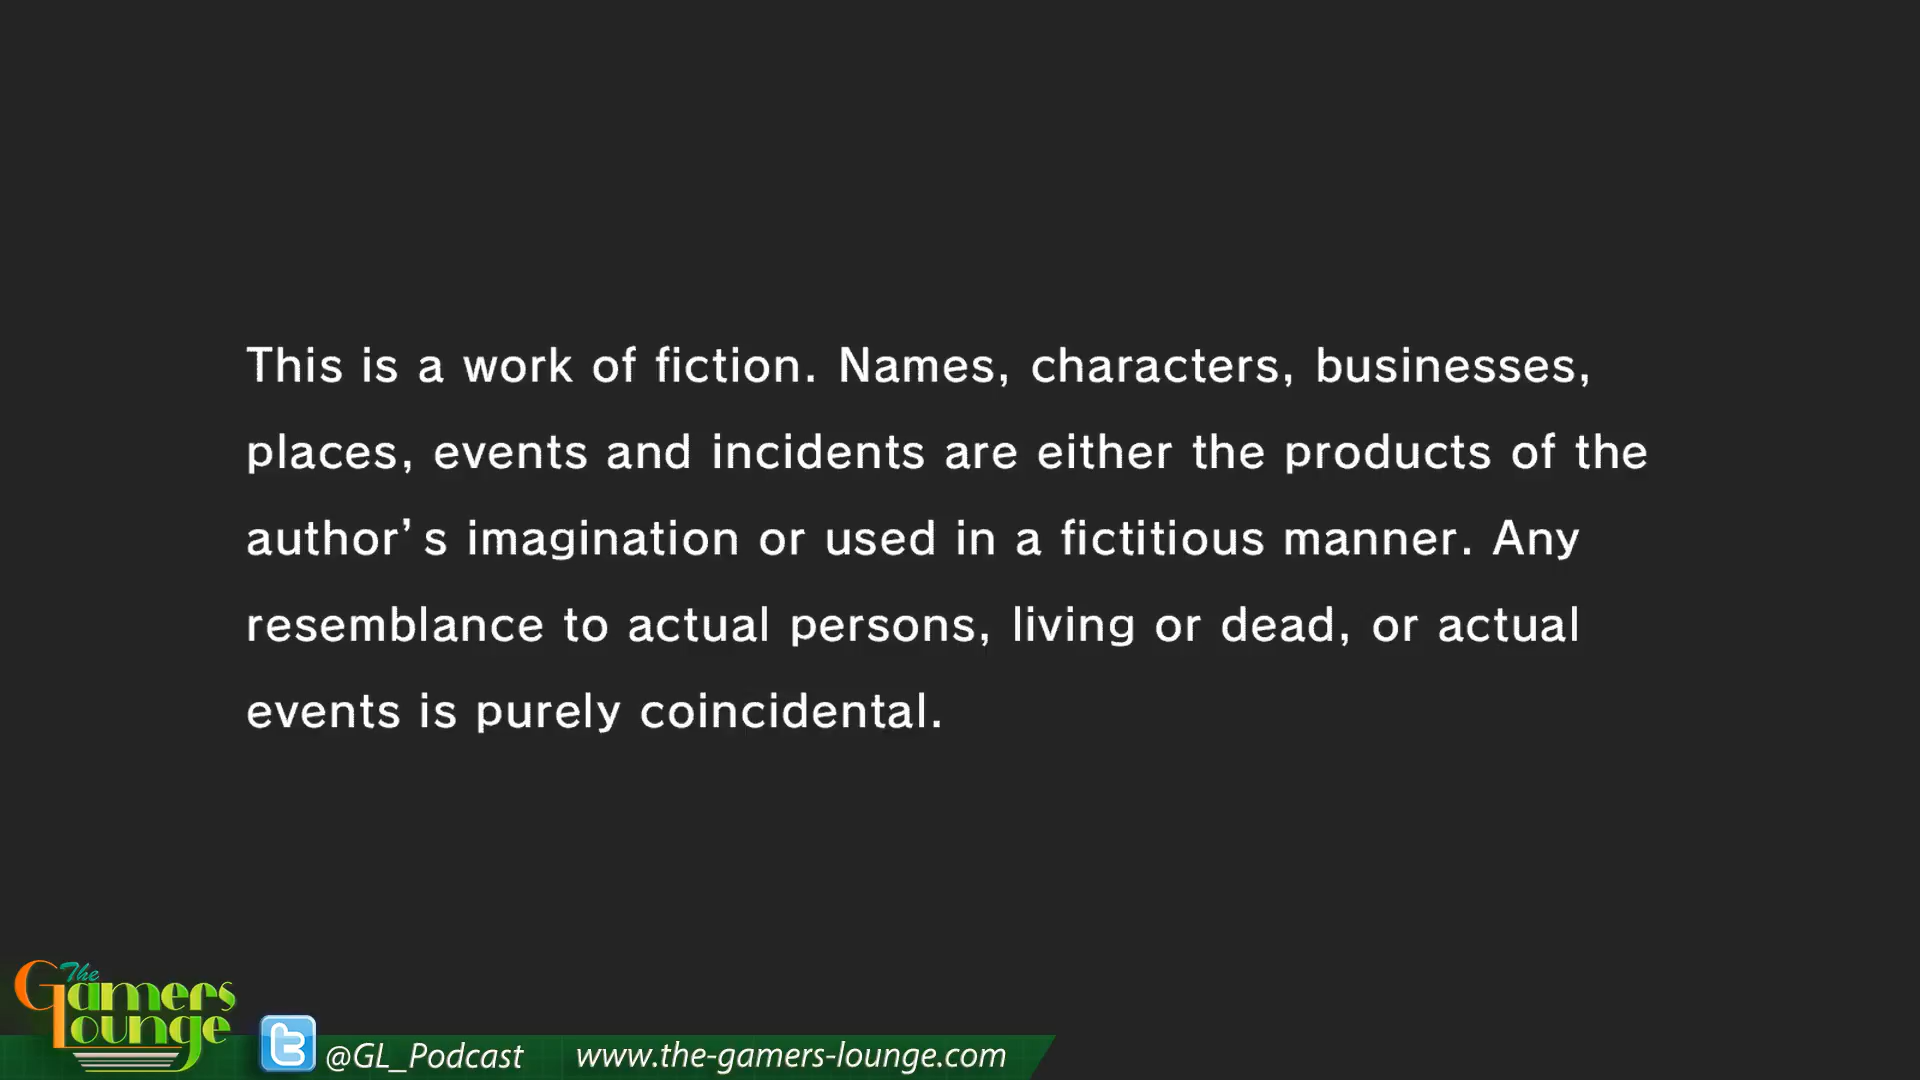 This is a work of fiction. Names, characters, businesses,
places, events and incidents are either the products of the
author’s imagination or used in a fictitious manner. Any
resemblance to actual persons, living or dead, or actual
events is purely coincidental.
The
Gamers
Lounge
@GL_Podcast
www.the-gamers-lounge.com